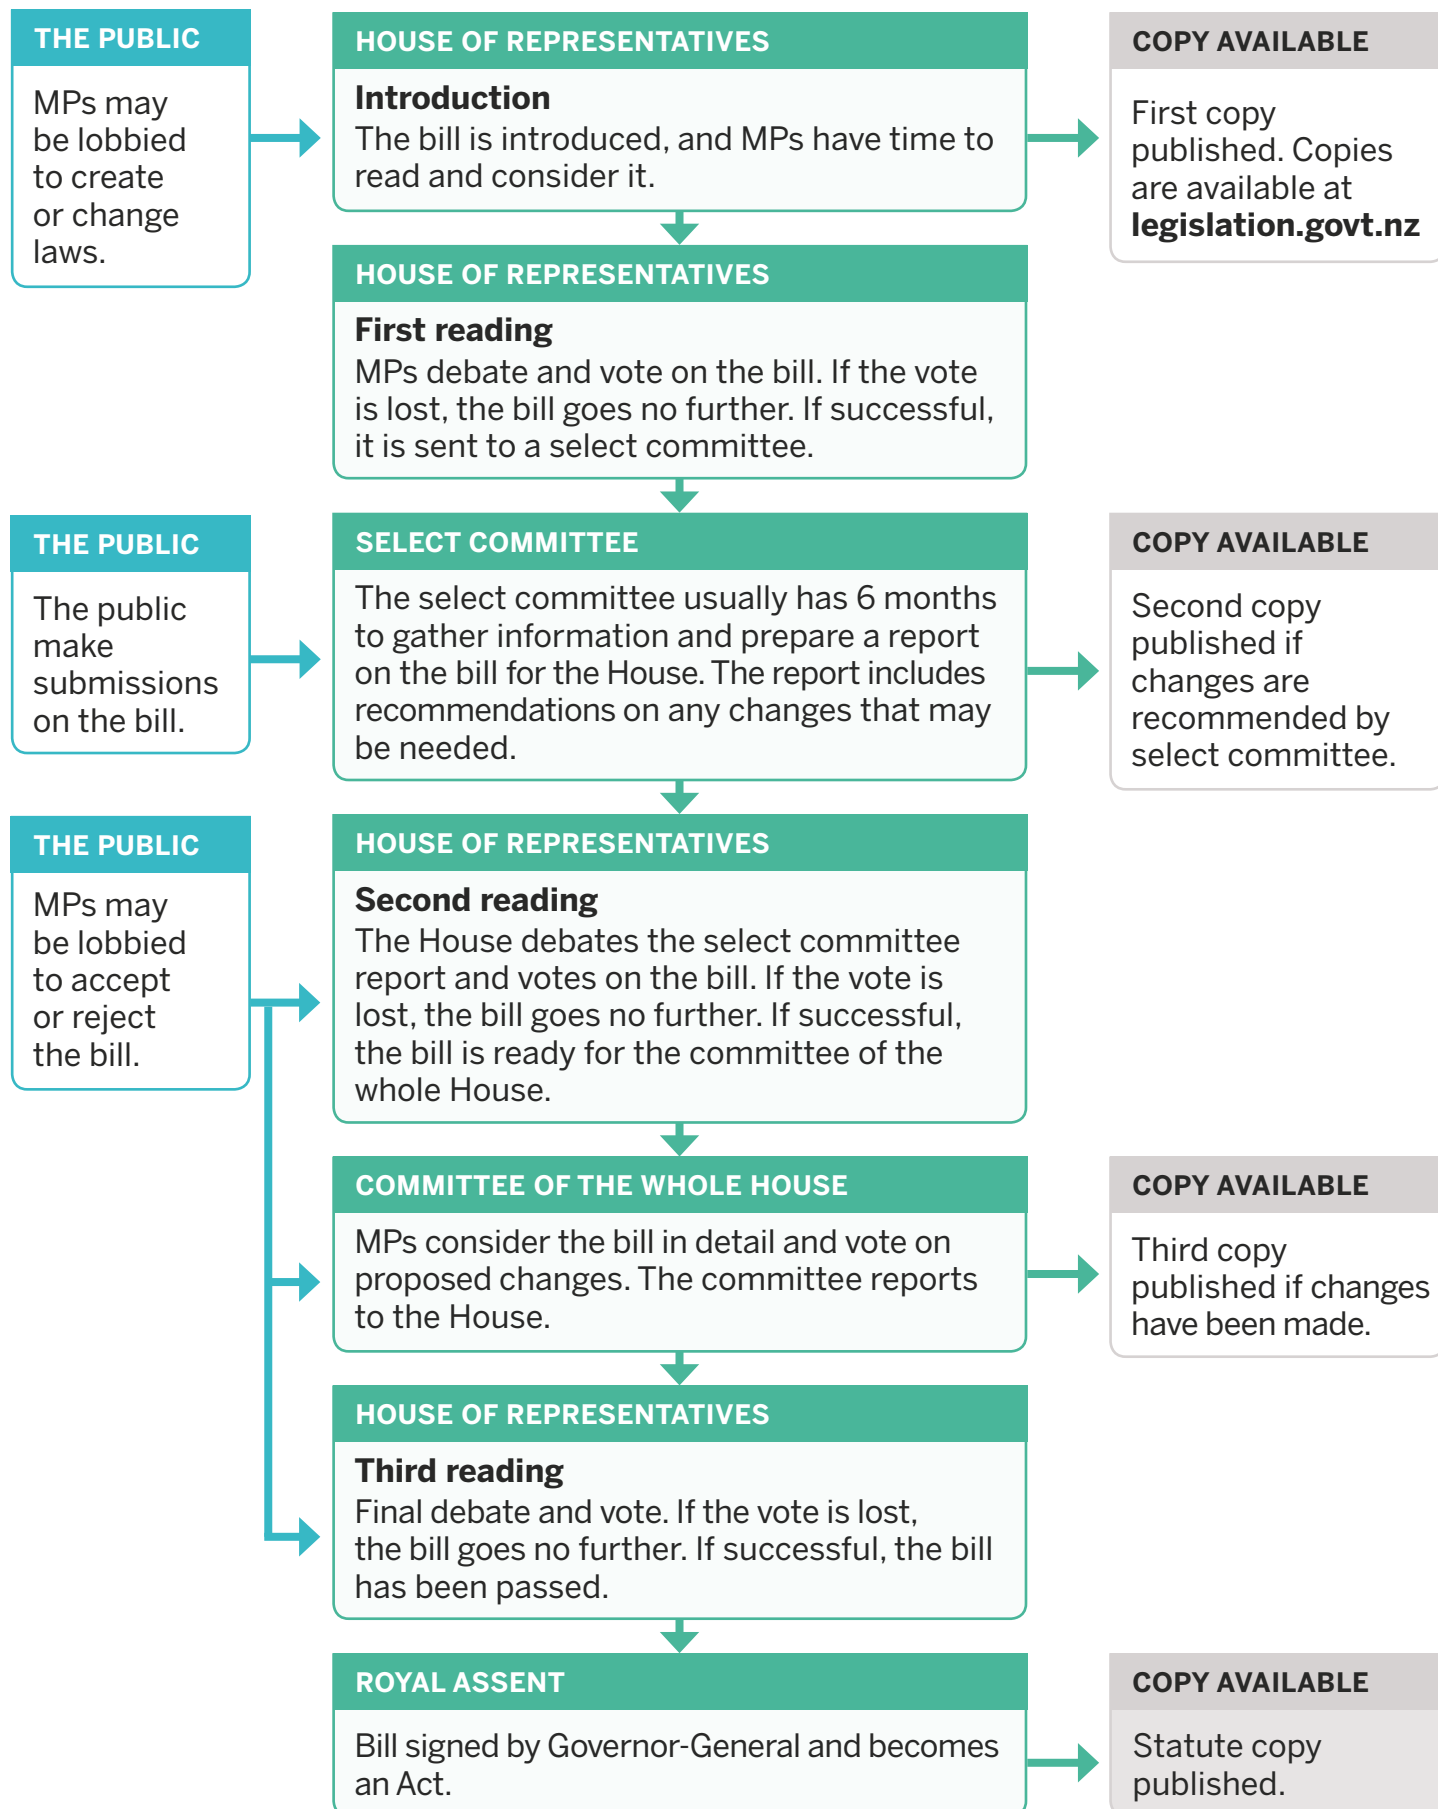 THE PUBLIC
MPs may
be lobbied
to create
or change
laws.
HOUSE OF REPRESENTATIVES
Introduction
The bill is introduced, and MPs have time to
read and consider it.
COPY AVAILABLE
First copy
published. Copies
are available at
legislation.govt.nz
HOUSE OF REPRESENTATIVES
First reading
MPs debate and vote on the bill. If the vote
is lost, the bill goes no further. If successful,
it is sent to a select committee.
THE PUBLIC
The public
make
submissions
on the bill.
SELECT COMMITTEE
The select committee usually has 6 months
to gather information and prepare a report
on the bill for the House. The report includes
recommendations on any changes that may
be needed.
COPY AVAILABLE
Second copy
published if
changes are
recommended by
select committee.
THE PUBLIC
MPs may
be lobbied
to accept
or reject
the bill.
HOUSE OF REPRESENTATIVES
Second reading
The House debates the select committee
report and votes on the bill. If the vote is
lost, the bill goes no further. If successful,
the bill is ready for the committee of the
whole House.
COMMITTEE OF THE WHOLE HOUSE
MPs consider the bill in detail and vote on
proposed changes. The committee reports
to the House.
COPY AVAILABLE
Third copy
published if changes
have been made.
HOUSE OF REPRESENTATIVES
Third reading
Final debate and vote. If the vote is lost,
the bill goes no further. If successful, the bill
has been passed.
ROYAL ASSENT
Bill signed by Governor-General and becomes
an Act.
COPY AVAILABLE
Statute copy
published.